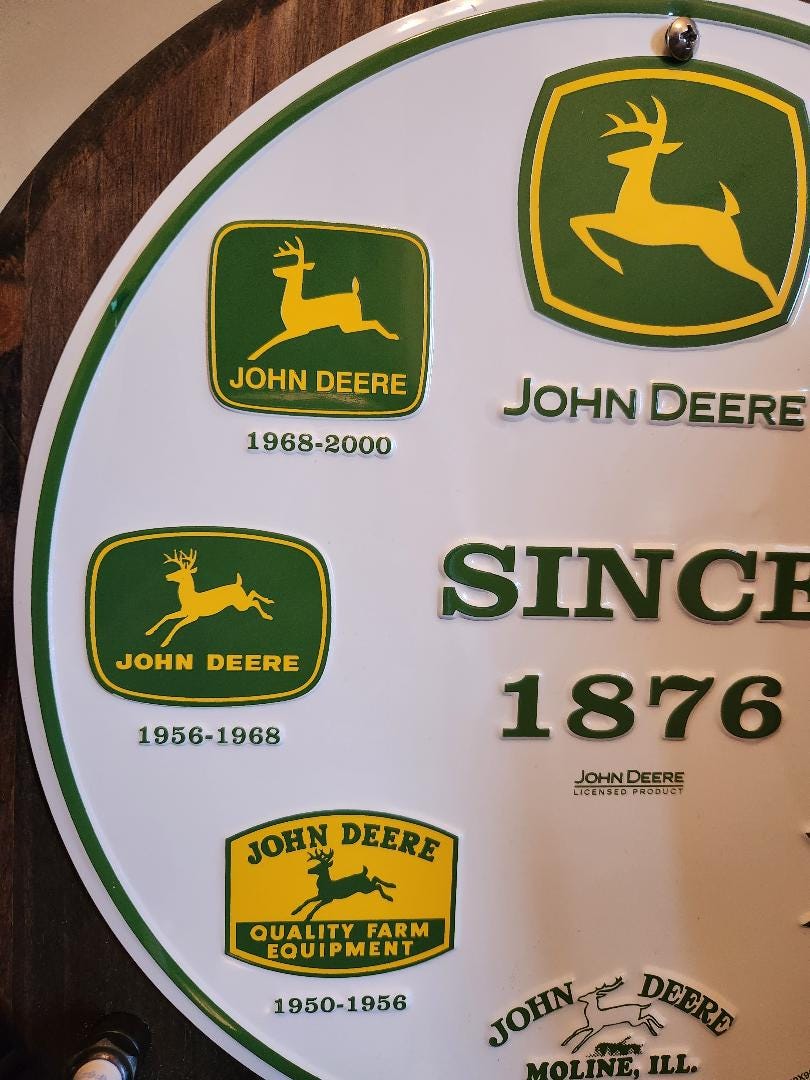 JOHN DEERE
JOHN DEERE
1968-2000
SINCE
1876
JOHN DEERE
LICENSED PRODUCT
JOHN DEERE
1956-1968
JOHN DEERE
QUALITY FARM
EQUIPMENT
1950-1956
JOHN DEERE
MOLINE, ILL.